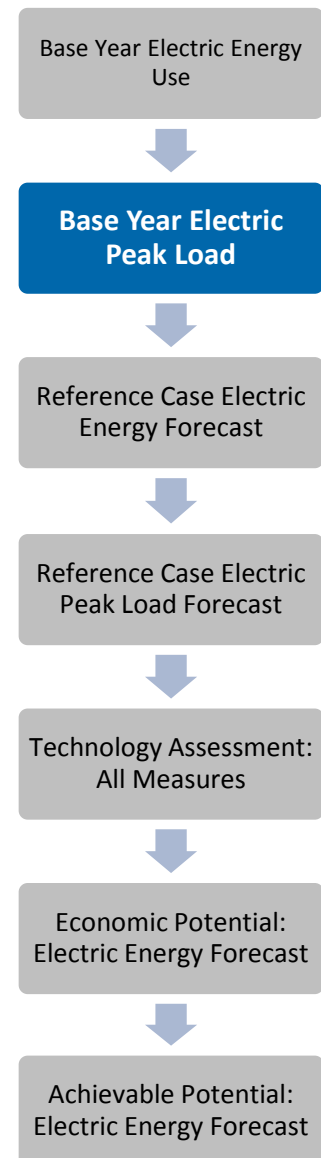 Base Year Electric Energy
Use
Base Year Electric
Peak Load
Reference Case Electric
Energy Forecast
Reference Case Electric
Peak Load Forecast
Technology Assessment:
All Measures
Economic Potential:
Electric Energy Forecast
Achievable Potential:
Electric Energy Forecast